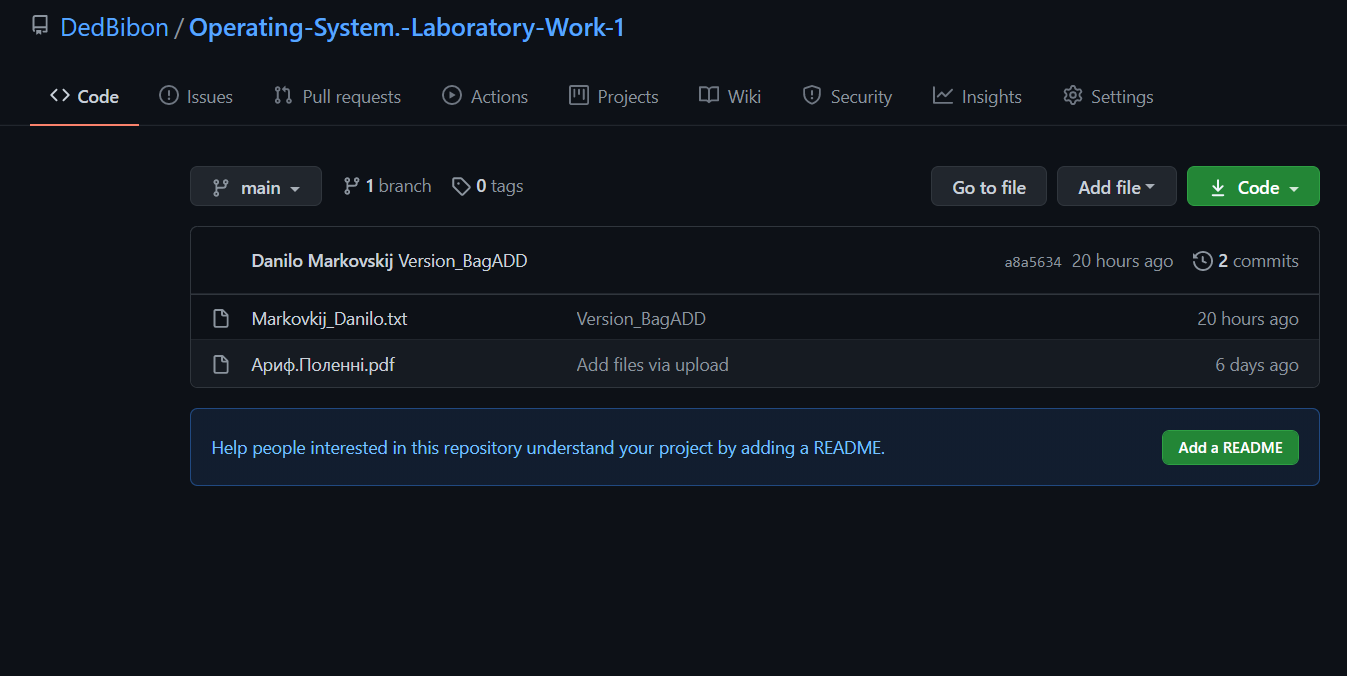 DedBibon / Operating-System.-Laboratory-Work-1
Code Issues Pull requests Actions Projects Wiki Security Insights Settings
main 1 branch 0 tags Go to file Add file Code
Danilo Markovskij Version_BagADD a8a5634 20 hours ago 2 commits
Markovkij_Danilo.txt Version_BagADD 20 hours ago
Ариф.Поленні.pdf Add files via upload 6 days ago
Help people interested in this repository understand your project by adding a README. Add a README